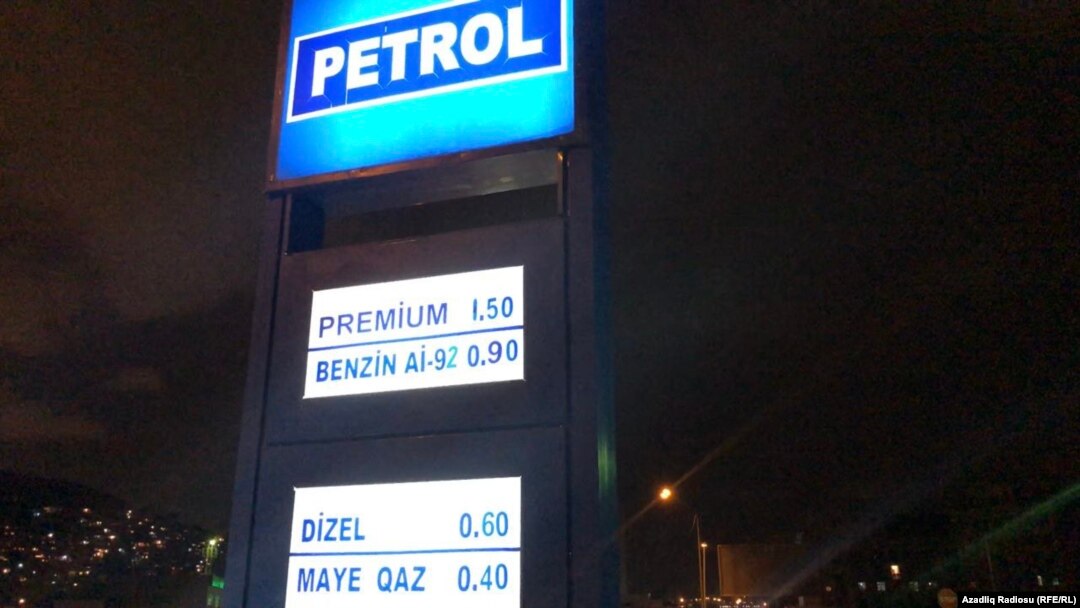 PETROL
PREMİUM 1.50
BENZİN Aİ-92 0.90
DİZEL 0.60
MAYE QAZ 0.40
Azadlıq Radiosu (RFE/RL)